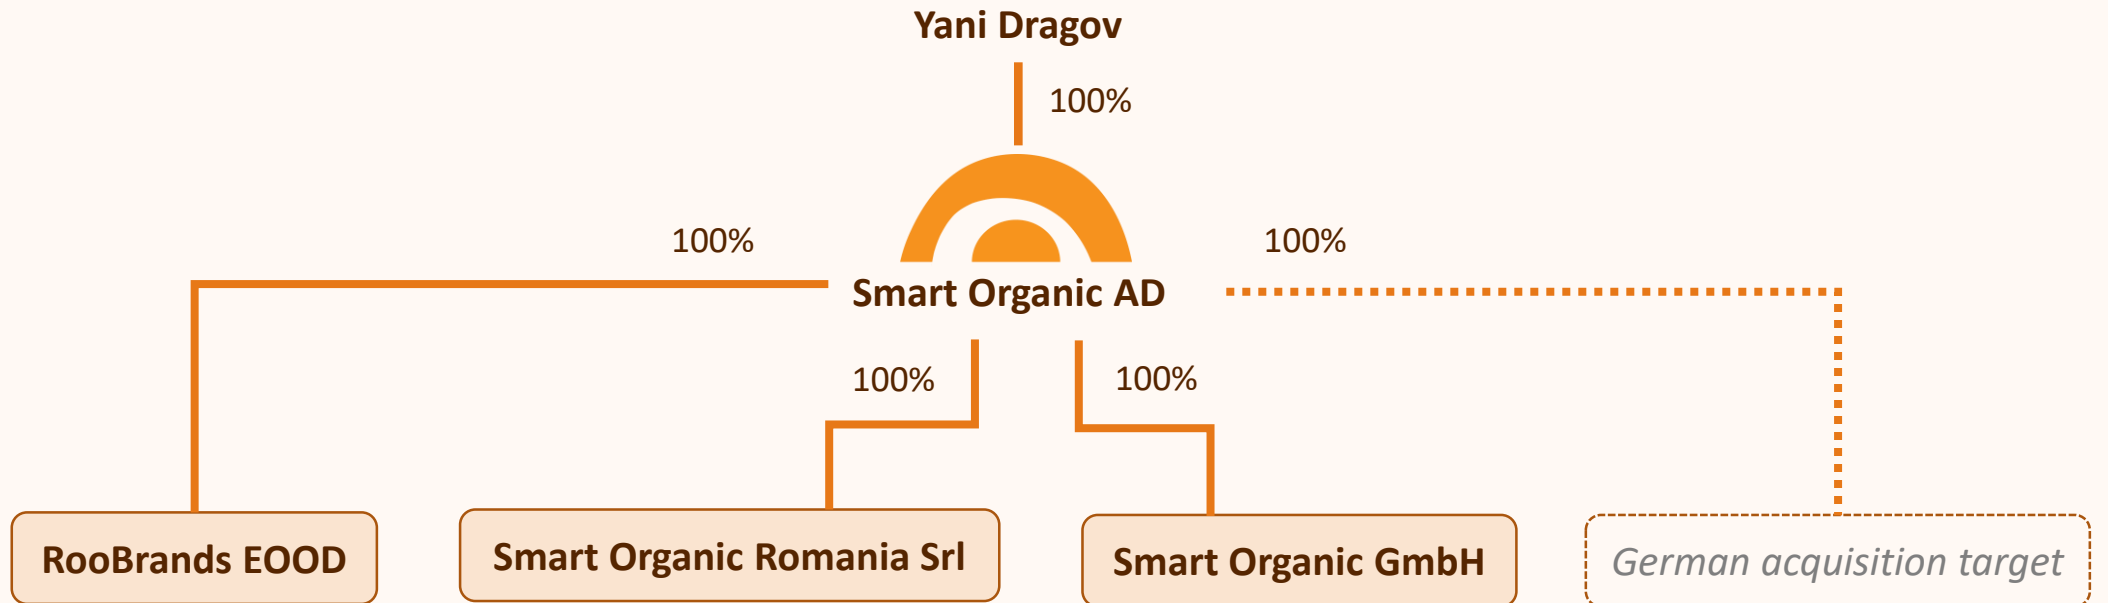 Yani Dragov
100%
100%
100%
Smart Organic AD
100%
100%
RooBrands EOOD
Smart Organic Romania Srl
Smart Organic GmbH
German acquisition target